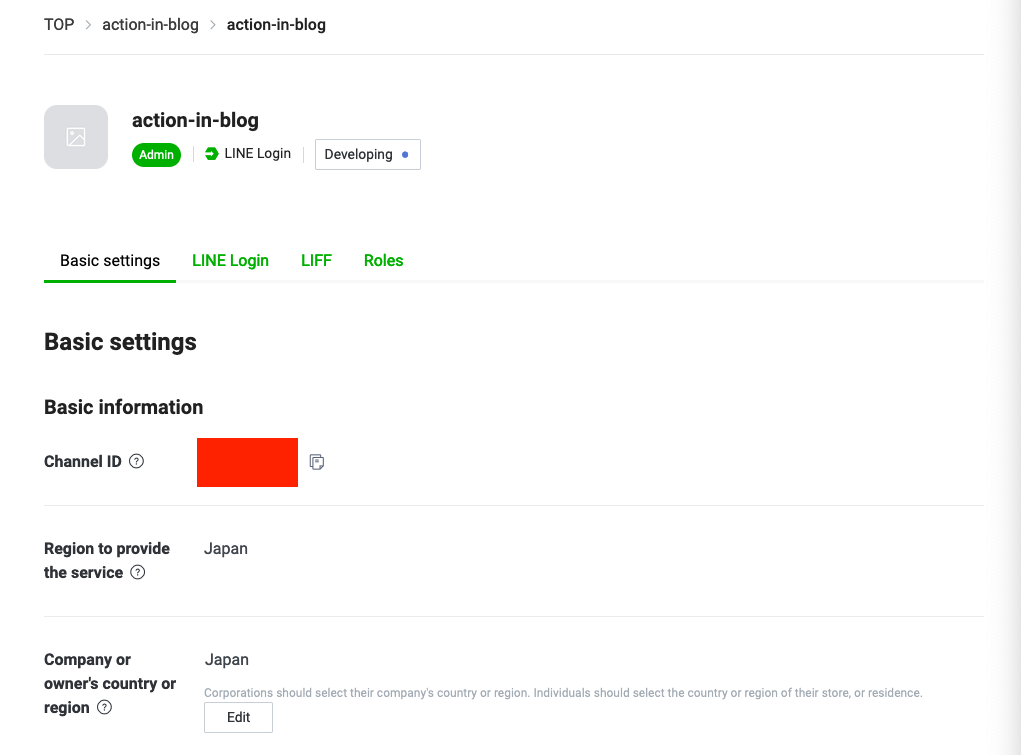 TOP > action-in-blog > action-in-blog
action-in-blog
Admin LINE Login Developing
Basic settings LINE Login LIFF Roles
Basic settings
Basic information
Channel ID ?
Region to provide Japan
the service ?
Company or Japan
owner's country or
region ?
Corporations should select their company's country or region. Individuals should select the country or region of their store, or residence.
Edit